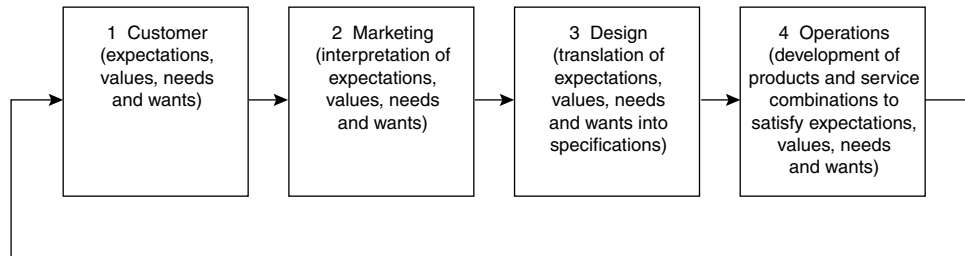 1 Customer
(expectations,
values, needs
and wants)
2 Marketing
(interpretation of
expectations,
values, needs
and wants)
3 Design
(translation of
expectations,
values, needs
and wants into
specifications)
4 Operations
(development of
products and service
combinations to
satisfy expectations,
values, needs
and wants)